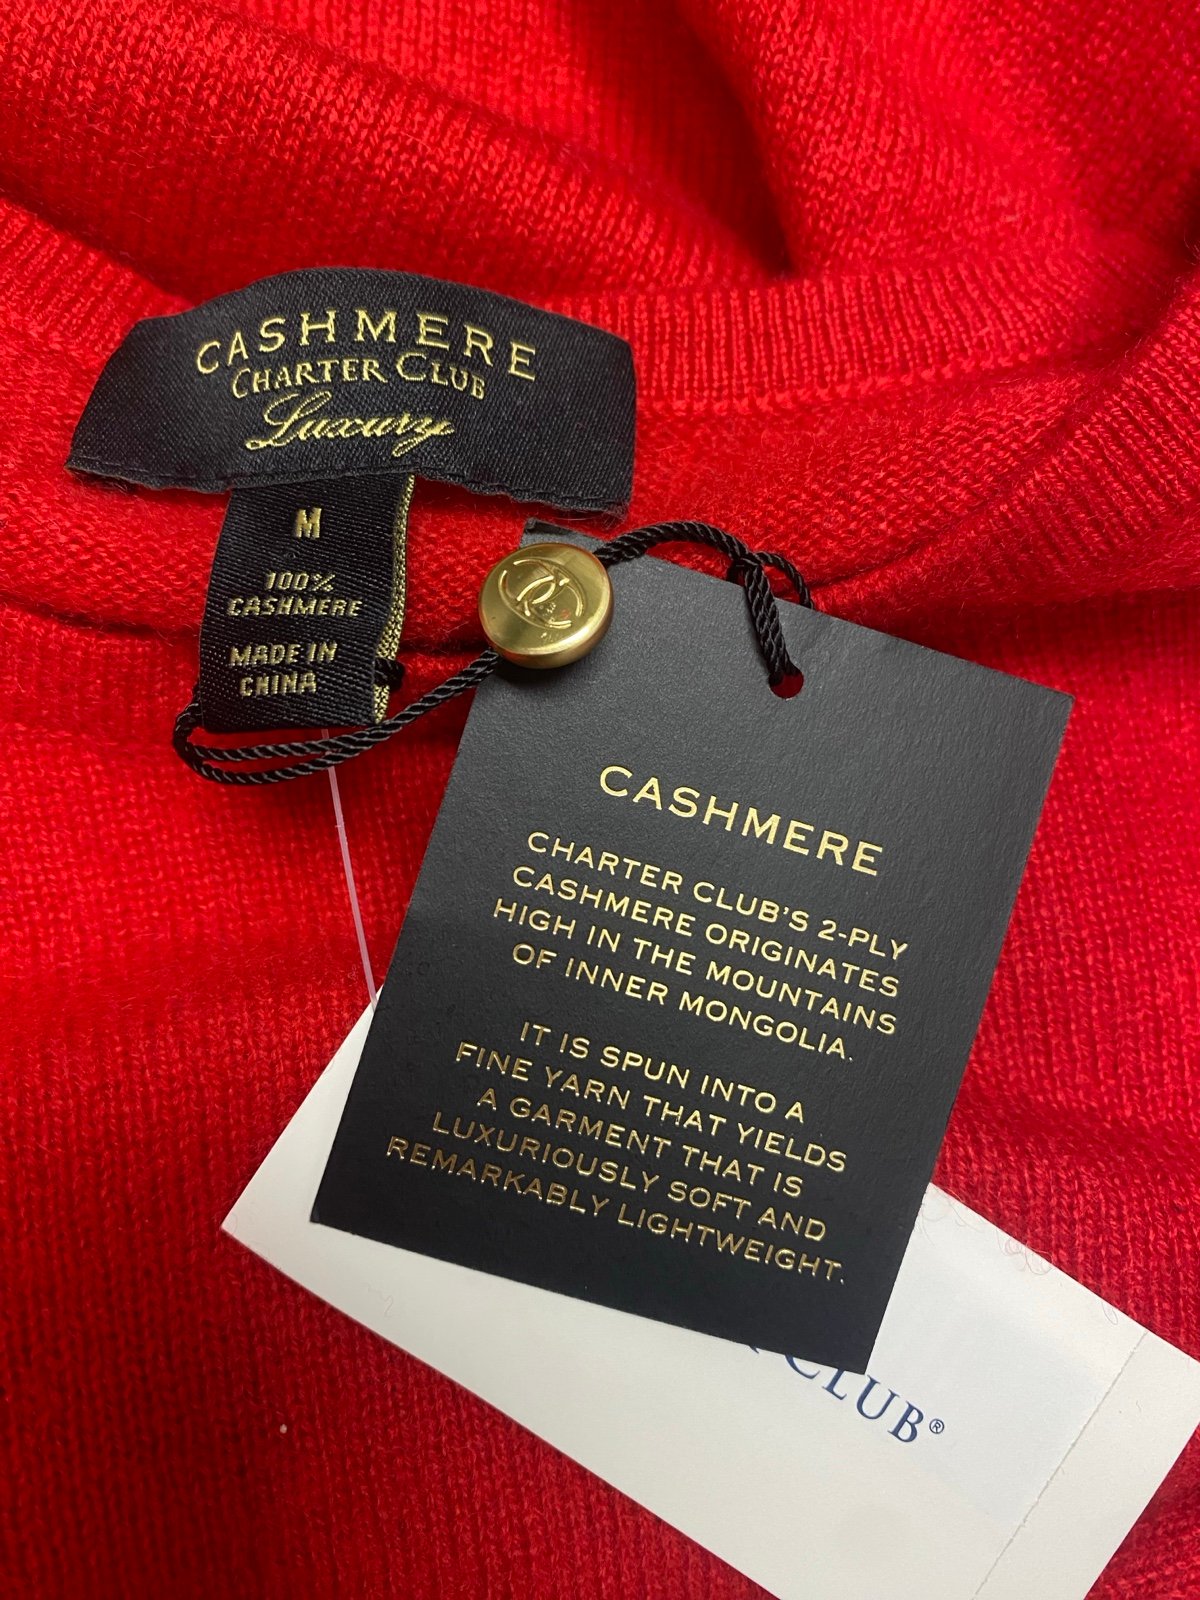 CASHMERE
CHARTER CLUB
Luxury
M
100%
CASHMERE
MADE IN
CHINA
CASHMERE
CHARTER CLUB'S 2-PLY
CASHMERE ORIGINATES
HIGH IN THE MOUNTAINS
OF INNER MONGOLIA.
IT IS SPUN INTO A
FINE YARN THAT YIELDS
A GARMENT THAT IS
LUXURIOUSLY SOFT AND
REMARKABLY LIGHTWEIGHT.
CLUB®